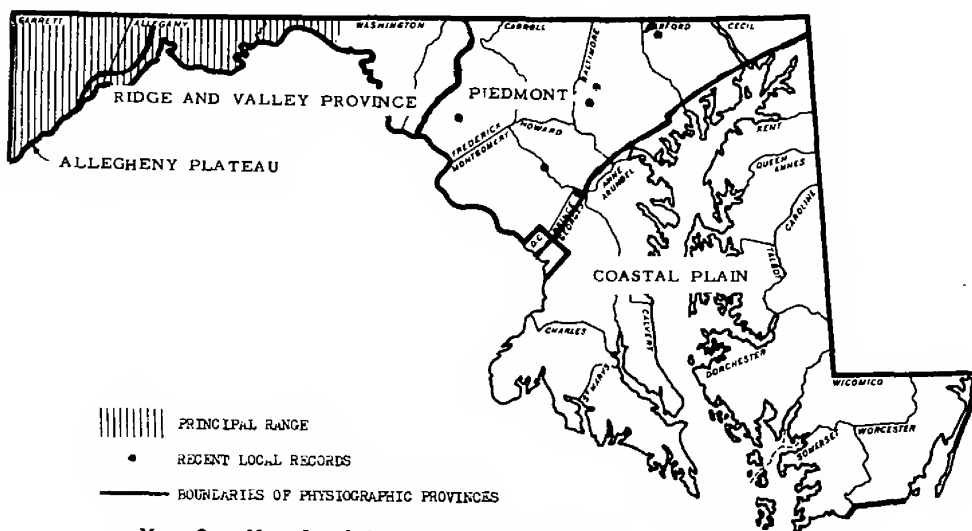 GARRETT
ALLEGANY
WASHINGTON
CARROLL
BALTIMORE
HARFORD
CECIL
RIDGE AND VALLEY PROVINCE
PIEDMONT
ALLEGHENY PLATEAU
FREDERICK
MONTGOMERY
HOWARD
KENT
QUEEN ANNES
ANNE ARUNDEL
PRINCE GEORGES
D.C.
CAROLINE
TALBOT
COASTAL PLAIN
CHARLES
CALVERT
ST MARYS
DORCHESTER
WICOMICO
SOMERSET
WORCESTER
PRINCIPAL RANGE
RECENT LOCAL RECORDS
BOUNDARIES OF PHYSIOGRAPHIC PROVINCES